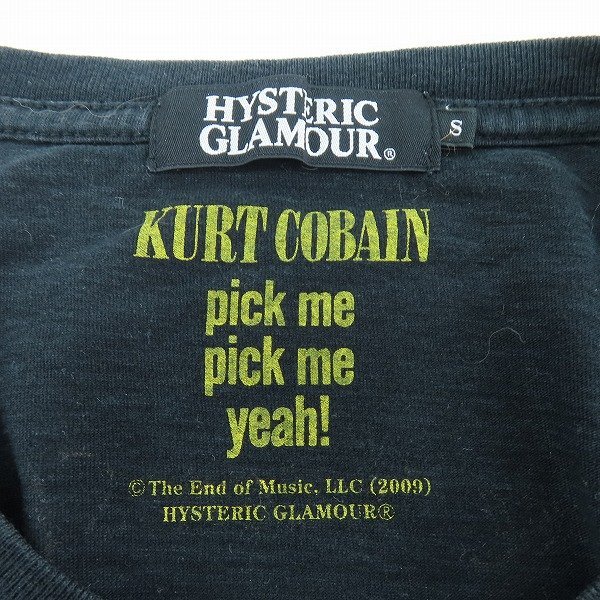 HYSTERIC
GLAMOUR®
S
KURT COBAIN
pick me
pick me
yeah!
©The End of Music, LLC (2009)
HYSTERIC GLAMOUR®